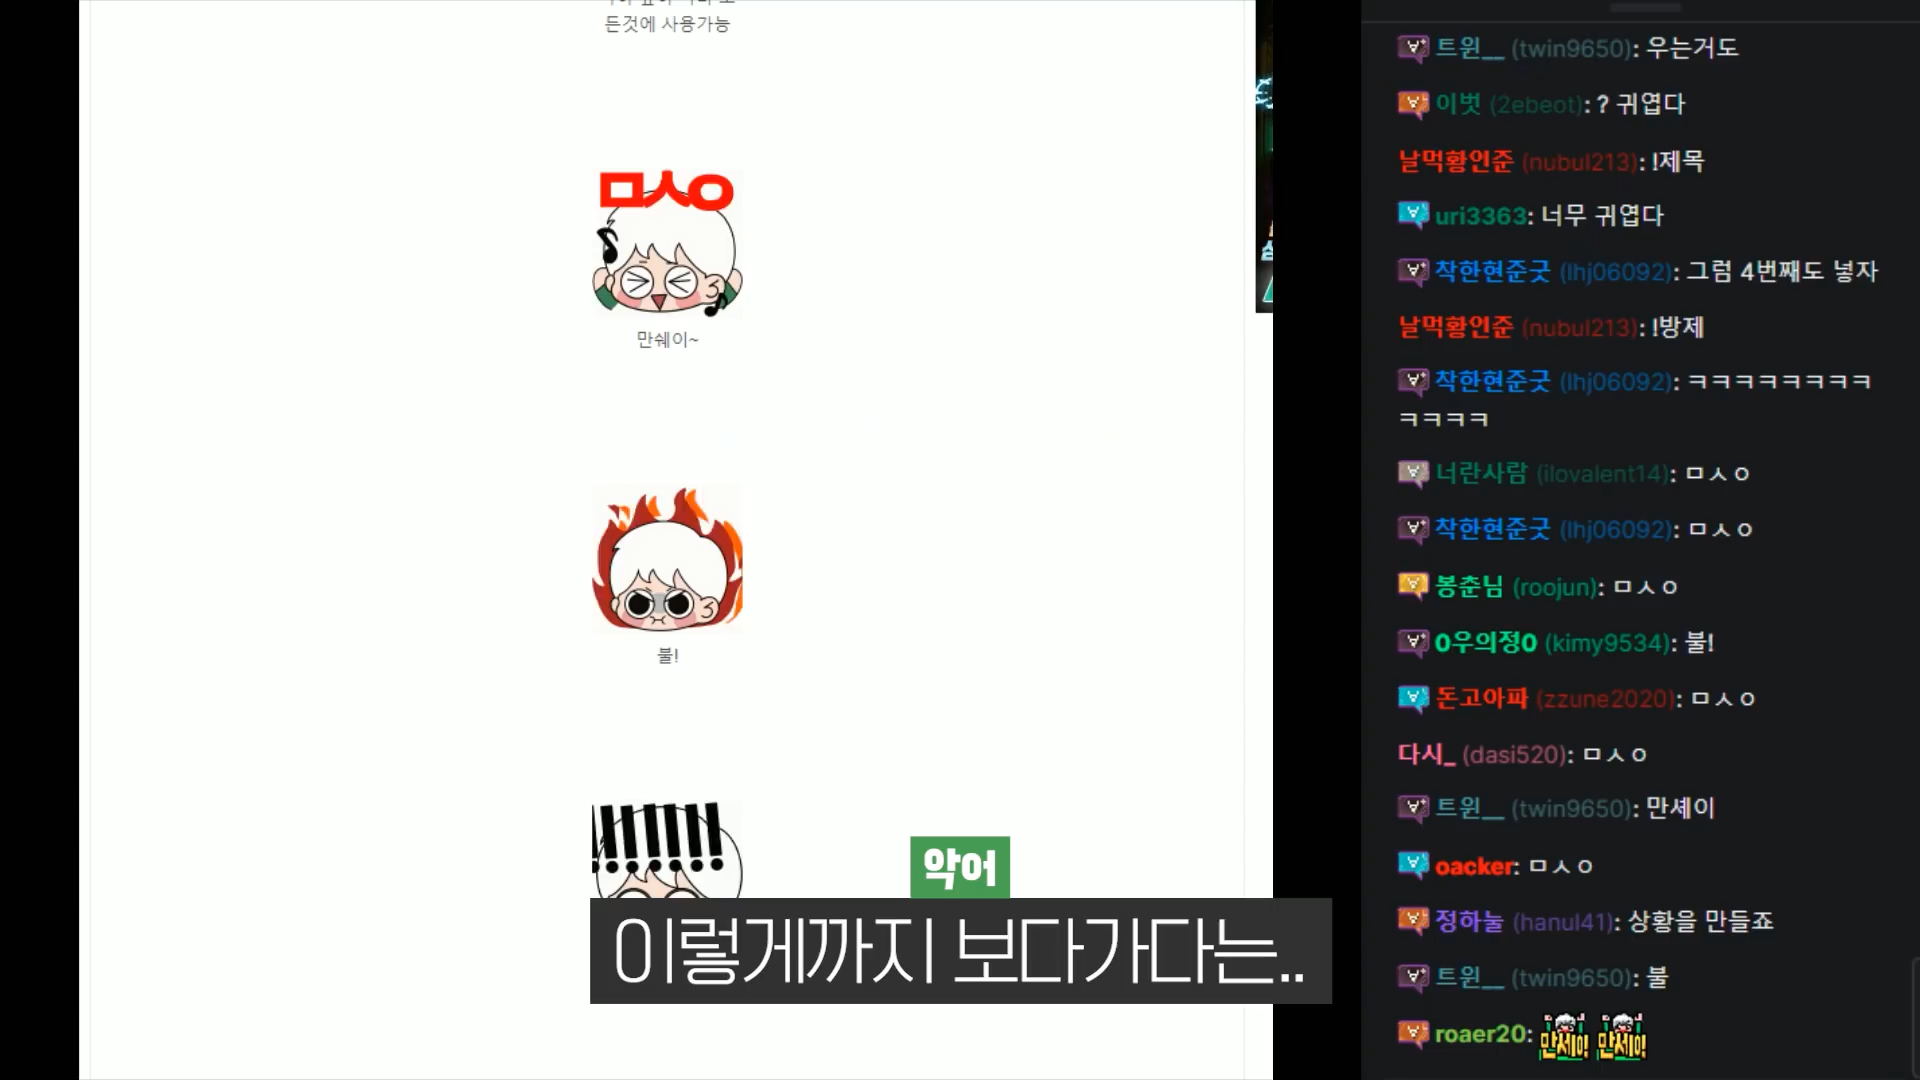 든것에 사용가능
ㅁㅅㅇ
만쉐이~
불!
악어
이렇게까지 보다가다는..
트윈__ (twin9650): 우는거도
이벗 (2ebeot): ? 귀엽다
날먹황인준 (nubul213): !제목
uri3363: 너무 귀엽다
착한현준굿 (lhj06092): 그럼 4번째도 넣자
날먹황인준 (nubul213): !방제
착한현준굿 (lhj06092): ㅋㅋㅋㅋㅋㅋㅋㅋ
ㅋㅋㅋㅋ
너란사람 (ilovalent14): ㅁㅅㅇ
착한현준굿 (lhj06092): ㅁㅅㅇ
봉춘님 (roojun): ㅁㅅㅇ
0우의정0 (kimy9534): 불!
돈고아파 (zzune2020): ㅁㅅㅇ
다시_ (dasi520): ㅁㅅㅇ
트윈__ (twin9650): 만셰이
oacker: ㅁㅅㅇ
정하눌 (hanul41): 상황을 만들죠
트윈__ (twin9650): 불
roaer20: 만세이! 만세이!